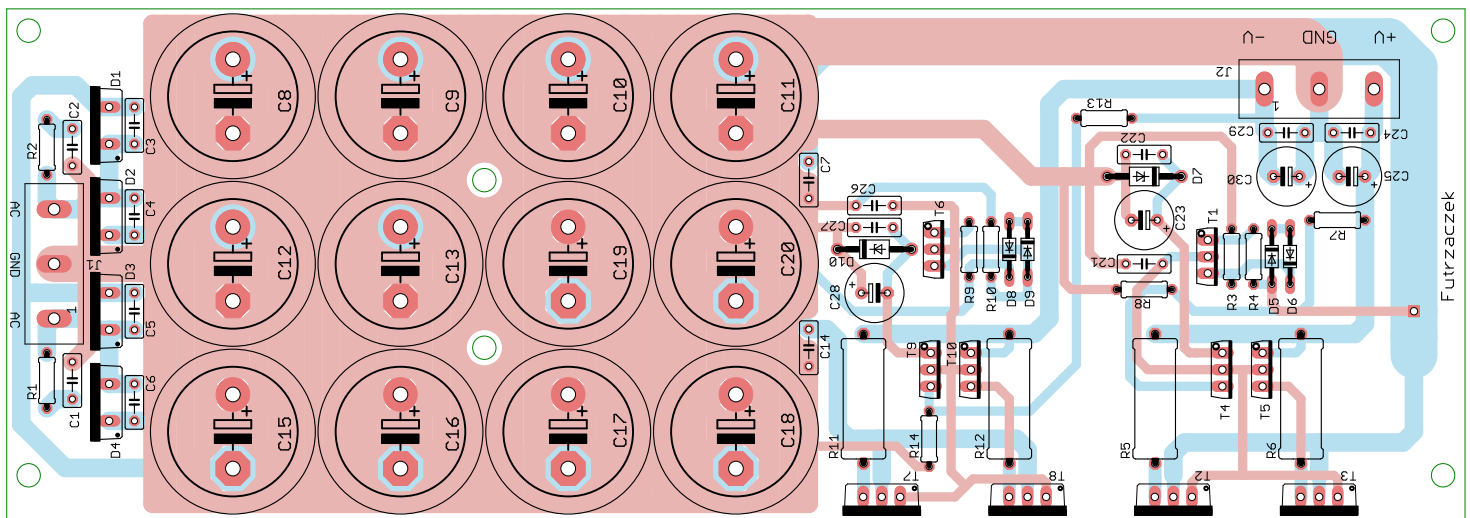 -V GND +V
J2
1
D1
C2
C3
R2
D2
C4
AC
GND
AC
J1
D3
1
C5
R1
C1
C6
D4
C8
C9
C10
C11
C12
C13
C19
C20
C15
C16
C17
C18
C7
C14
C26
C27
D10
C28
T6
R9
R10
D8
D9
T9
T10
R11
R14
R12
T7
T8
R13
C22
D7
C23
C21
R8
T1
R3
R4
D5
D6
C29
C24
C30
C25
R7
R5
T4
T5
R6
T2
T3
Futrzaczek